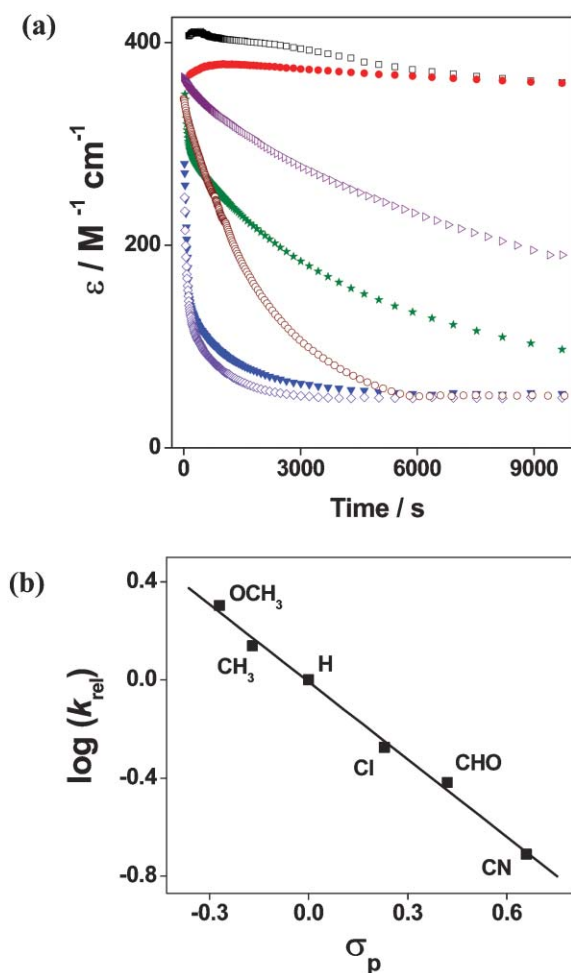 (a)
400
200
0
ε / M⁻¹ cm⁻¹
0 3000 6000 9000
Time / s
(b)
0.4
0.0
-0.4
-0.8
log (k_rel)
OCH₃
CH₃
H
Cl
CHO
CN
-0.3 0.0 0.3 0.6
σ_p